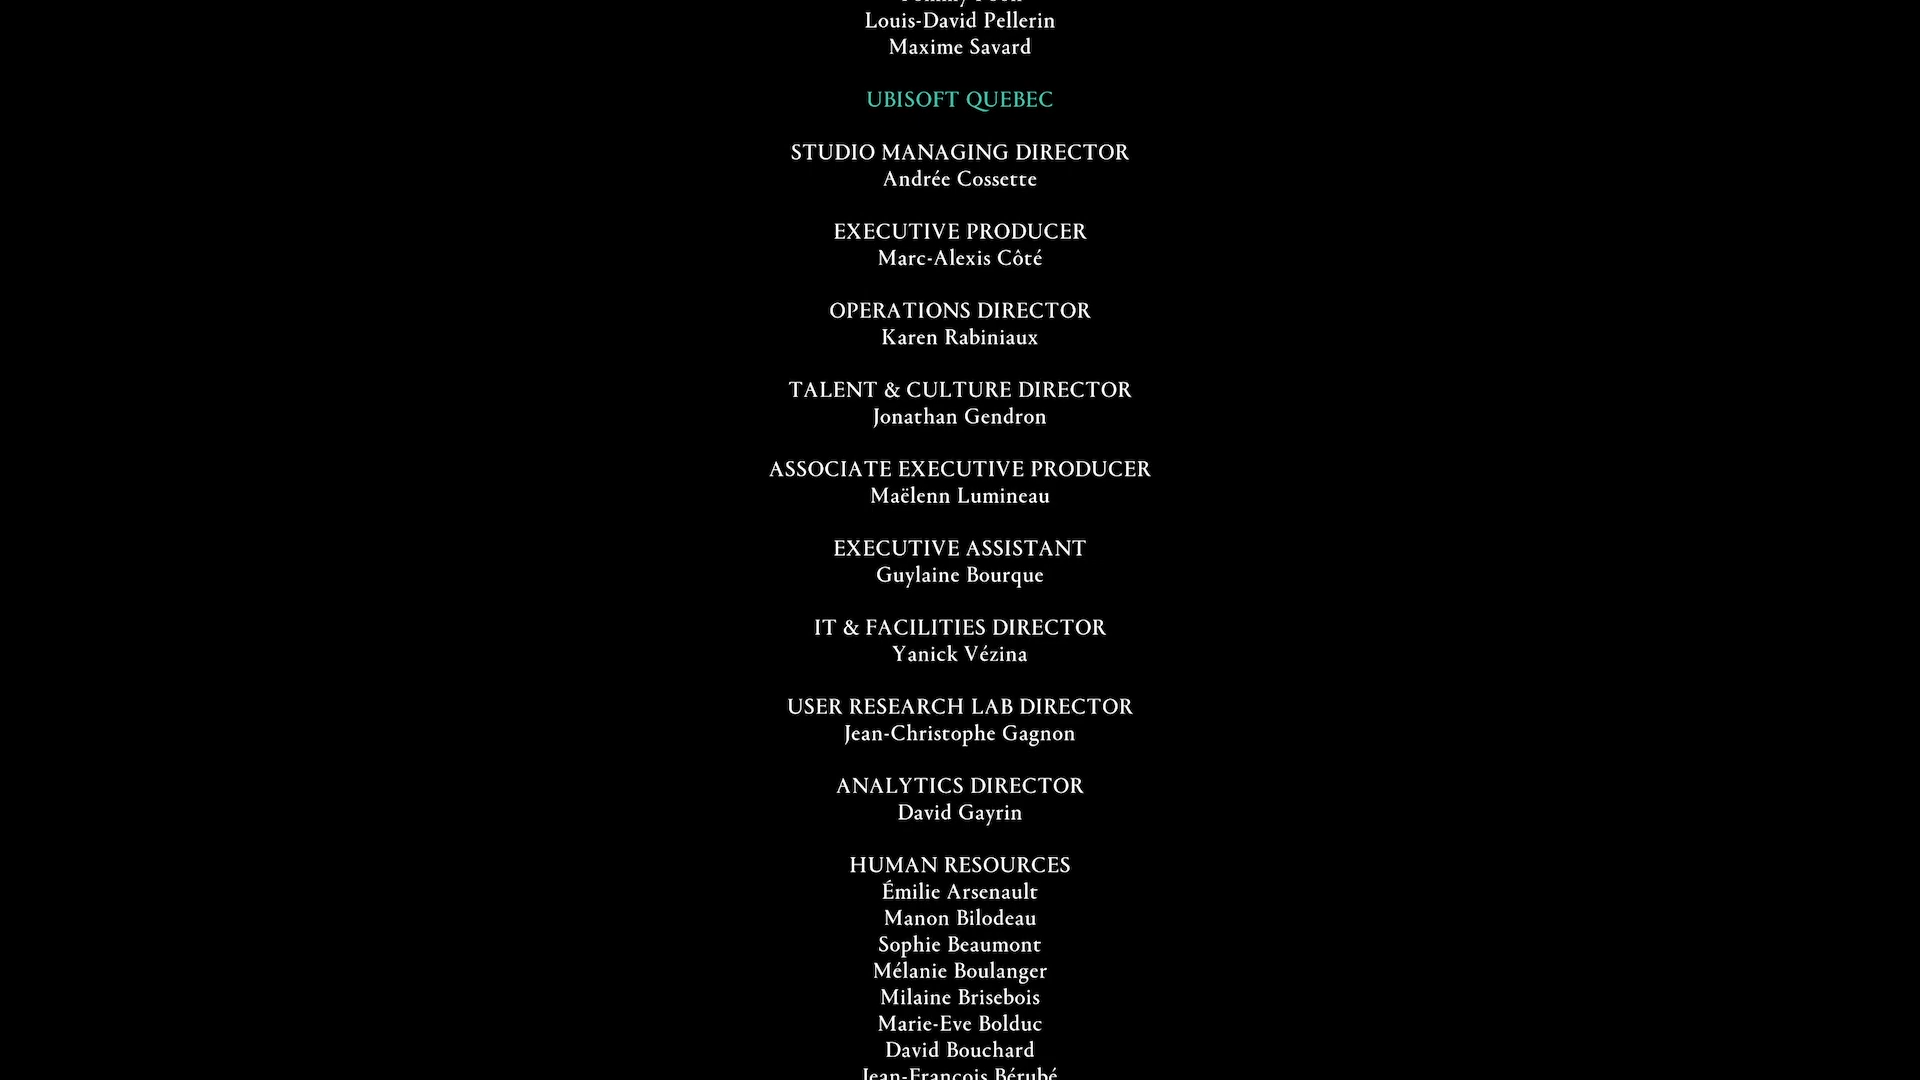 Louis-David Pellerin
Maxime Savard
UBISOFT QUEBEC
STUDIO MANAGING DIRECTOR
Andrée Cossette
EXECUTIVE PRODUCER
Marc-Alexis Côté
OPERATIONS DIRECTOR
Karen Rabiniaux
TALENT & CULTURE DIRECTOR
Jonathan Gendron
ASSOCIATE EXECUTIVE PRODUCER
Maëlenn Lumineau
EXECUTIVE ASSISTANT
Guylaine Bourque
IT & FACILITIES DIRECTOR
Yanick Vézina
USER RESEARCH LAB DIRECTOR
Jean-Christophe Gagnon
ANALYTICS DIRECTOR
David Gayrin
HUMAN RESOURCES
Émilie Arsenault
Manon Bilodeau
Sophie Beaumont
Mélanie Boulanger
Milaine Brisebois
Marie-Eve Bolduc
David Bouchard
Jean-François Bérubé